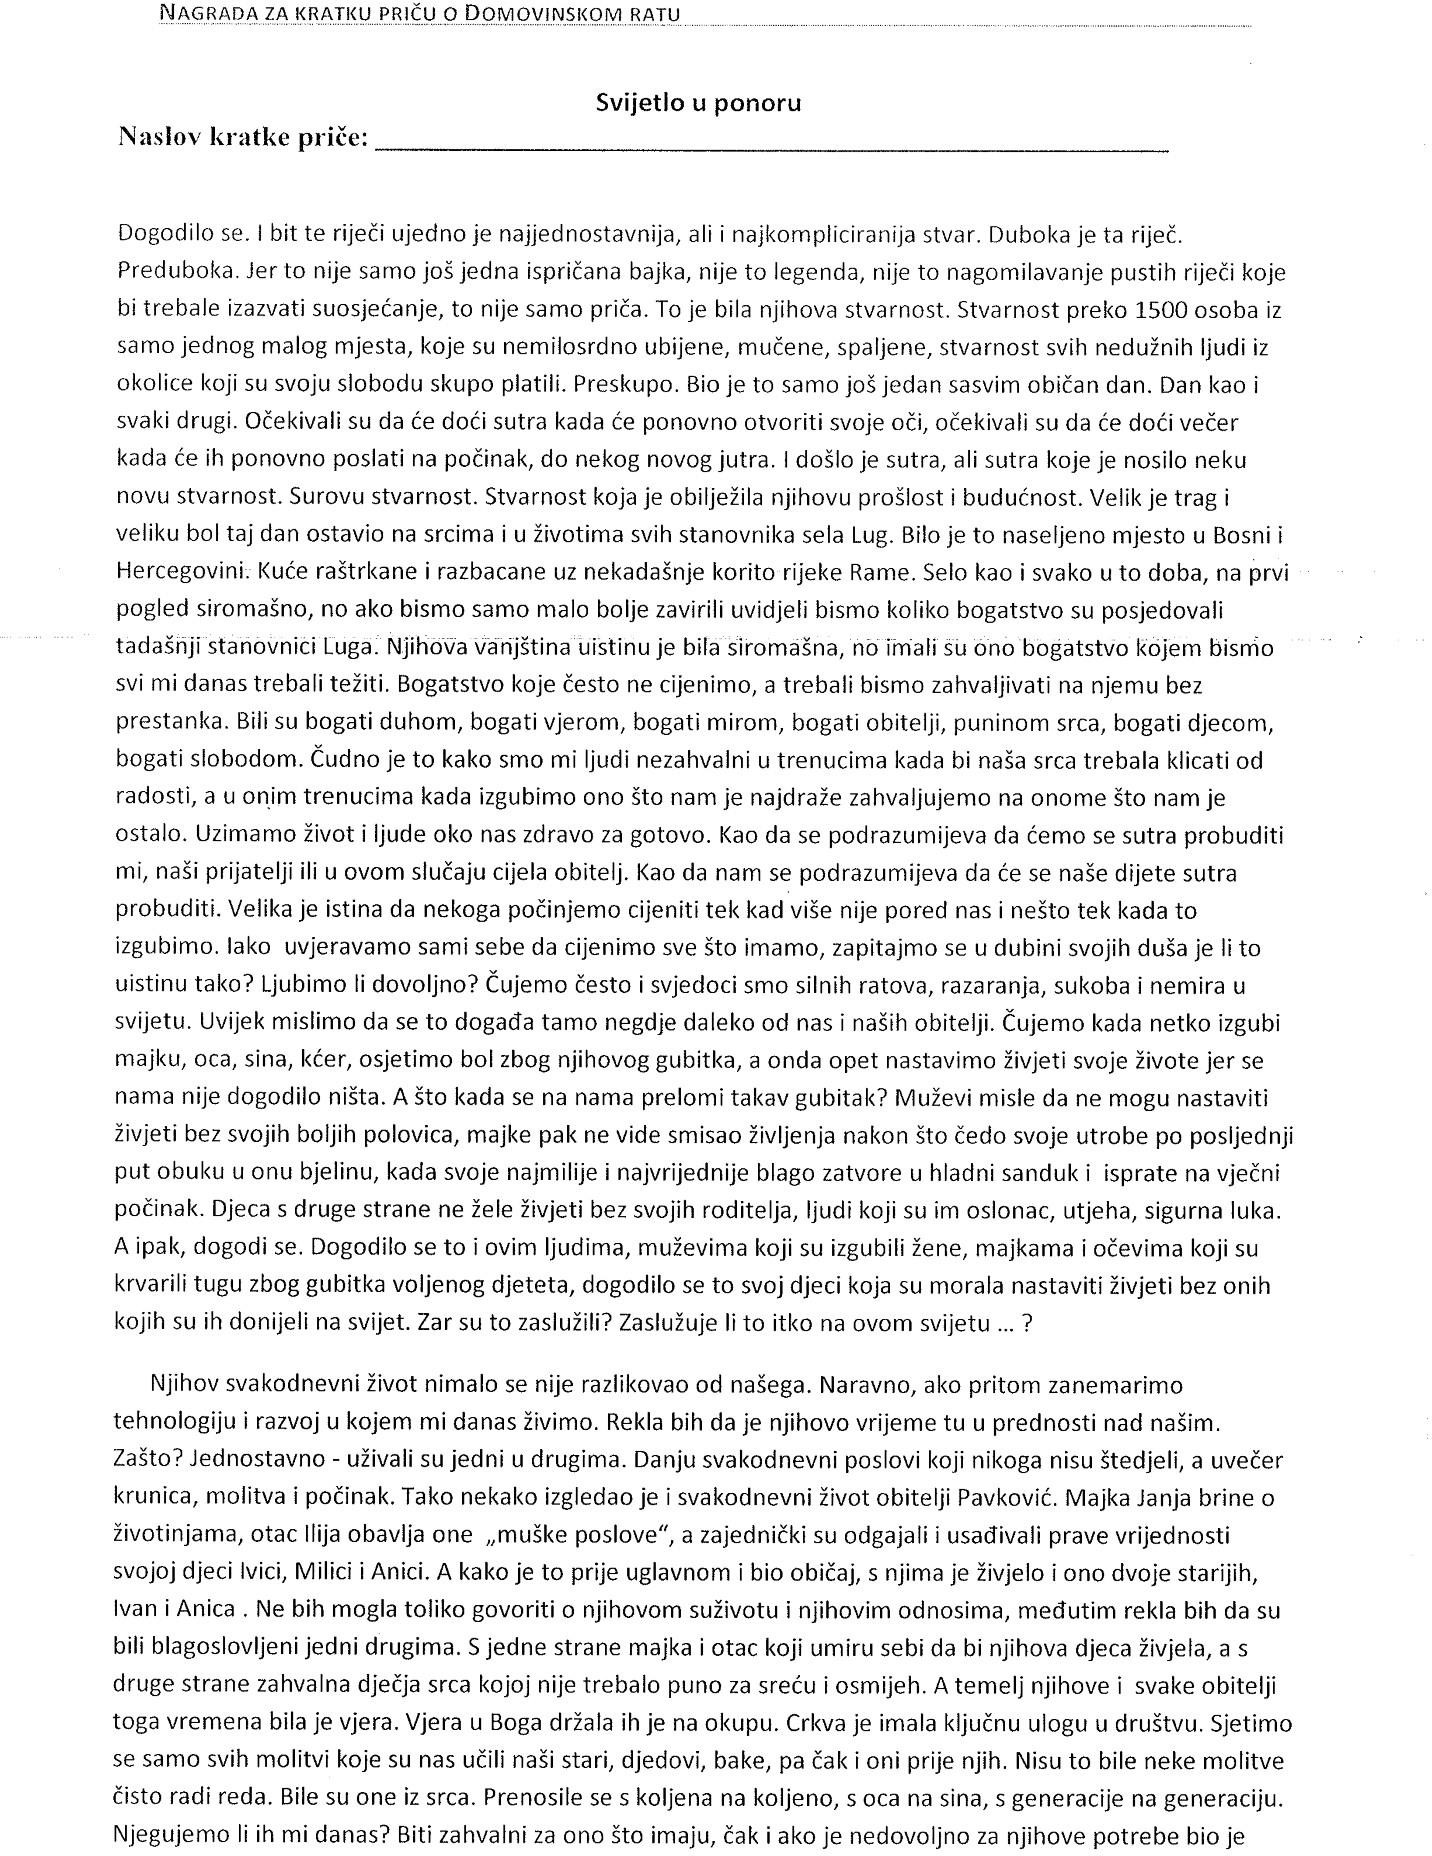 NAGRADA ZA KRATKU PRIČU O DOMOVINSKOM RATU
Svijetlo u ponoru
Naslov kratke priče:
Dogodilo se. I bit te riječi ujedno je najjednostavnija, ali i najkompliciranija stvar. Duboka je ta riječ.
Preduboka. Jer to nije samo još jedna ispričana bajka, nije to legenda, nije to nagomilavanje pustih riječi koje
bi trebale izazvati suosjećanje, to nije samo priča. To je bila njihova stvarnost. Stvarnost preko 1500 osoba iz
samo jednog malog mjesta, koje su nemilosrdno ubijene, mučene, spaljene, stvarnost svih nedužnih ljudi iz
okolice koji su svoju slobodu skupo platili. Preskupo. Bio je to samo još jedan sasvim običan dan. Dan kao i
svaki drugi. Očekivali su da će doći sutra kada će ponovno otvoriti svoje oči, očekivali su da će doći večer
kada će ih ponovno poslati na počinak, do nekog novog jutra. I došlo je sutra, ali sutra koje je nosilo neku
novu stvarnost. Surovu stvarnost. Stvarnost koja je obilježila njihovu prošlost i budućnost. Velik je trag i
veliku bol taj dan ostavio na srcima i u životima svih stanovnika sela Lug. Bilo je to naseljeno mjesto u Bosni i
Hercegovini. Kuće raštrkane i razbacane uz nekadašnje korito rijeke Rame. Selo kao i svako u to doba, na prvi
pogled siromašno, no ako bismo samo malo bolje zavirili uvidjeli bismo koliko bogatstvo su posjedovali
tadašnji stanovnici Luga. Njihova vanjština uistinu je bila siromašna, no imali su ono bogatstvo kojem bismo
svi mi danas trebali težiti. Bogatstvo koje često ne cijenimo, a trebali bismo zahvaljivati na njemu bez
prestanka. Bili su bogati duhom, bogati vjerom, bogati mirom, bogati obitelji, puninom srca, bogati djecom,
bogati slobodom. Čudno je to kako smo mi ljudi nezahvalni u trenucima kada bi naša srca trebala klicati od
radosti, a u onim trenucima kada izgubimo ono što nam je najdraže zahvaljujemo na onome što nam je
ostalo. Uzimamo život i ljude oko nas zdravo za gotovo. Kao da se podrazumijeva da ćemo se sutra probuditi
mi, naši prijatelji ili u ovom slučaju cijela obitelj. Kao da nam se podrazumijeva da će se naše dijete sutra
probuditi. Velika je istina da nekoga počinjemo cijeniti tek kad više nije pored nas i nešto tek kada to
izgubimo. Iako  uvjeravamo sami sebe da cijenimo sve što imamo, zapitajmo se u dubini svojih duša je li to
uistinu tako? Ljubimo li dovoljno? Čujemo često i svjedoci smo silnih ratova, razaranja, sukoba i nemira u
svijetu. Uvijek mislimo da se to događa tamo negdje daleko od nas i naših obitelji. Čujemo kada netko izgubi
majku, oca, sina, kćer, osjetimo bol zbog njihovog gubitka, a onda opet nastavimo živjeti svoje živote jer se
nama nije dogodilo ništa. A što kada se na nama prelomi takav gubitak? Muževi misle da ne mogu nastaviti
živjeti bez svojih boljih polovica, majke pak ne vide smisao življenja nakon što čedo svoje utrobe po posljednji
put obuku u onu bjelinu, kada svoje najmilije i najvrijednije blago zatvore u hladni sanduk i  isprate na vječni
počinak. Djeca s druge strane ne žele živjeti bez svojih roditelja, ljudi koji su im oslonac, utjeha, sigurna luka.
A ipak, dogodi se. Dogodilo se to i ovim ljudima, muževima koji su izgubili žene, majkama i očevima koji su
krvarili tugu zbog gubitka voljenog djeteta, dogodilo se to svoj djeci koja su morala nastaviti živjeti bez onih
kojih su ih donijeli na svijet. Zar su to zaslužili? Zaslužuje li to itko na ovom svijetu ... ?
Njihov svakodnevni život nimalo se nije razlikovao od našega. Naravno, ako pritom zanemarimo
tehnologiju i razvoj u kojem mi danas živimo. Rekla bih da je njihovo vrijeme tu u prednosti nad našim.
Zašto? Jednostavno - uživali su jedni u drugima. Danju svakodnevni poslovi koji nikoga nisu štedjeli, a uvečer
krunica, molitva i počinak. Tako nekako izgledao je i svakodnevni život obitelji Pavković. Majka Janja brine o
životinjama, otac Ilija obavlja one  „muške poslove“, a zajednički su odgajali i usađivali prave vrijednosti
svojoj djeci Ivici, Milici i Anici. A kako je to prije uglavnom i bio običaj, s njima je živjelo i ono dvoje starijih,
Ivan i Anica . Ne bih mogla toliko govoriti o njihovom suživotu i njihovim odnosima, međutim rekla bih da su
bili blagoslovljeni jedni drugima. S jedne strane majka i otac koji umiru sebi da bi njihova djeca živjela, a s
druge strane zahvalna dječja srca kojoj nije trebalo puno za sreću i osmijeh. A temelj njihove i  svake obitelji
toga vremena bila je vjera. Vjera u Boga držala ih je na okupu. Crkva je imala ključnu ulogu u društvu. Sjetimo
se samo svih molitvi koje su nas učili naši stari, djedovi, bake, pa čak i oni prije njih. Nisu to bile neke molitve
čisto radi reda. Bile su one iz srca. Prenosile se s koljena na koljeno, s oca na sina, s generacije na generaciju.
Njegujemo li ih mi danas? Biti zahvalni za ono što imaju, čak i ako je nedovoljno za njihove potrebe bio je